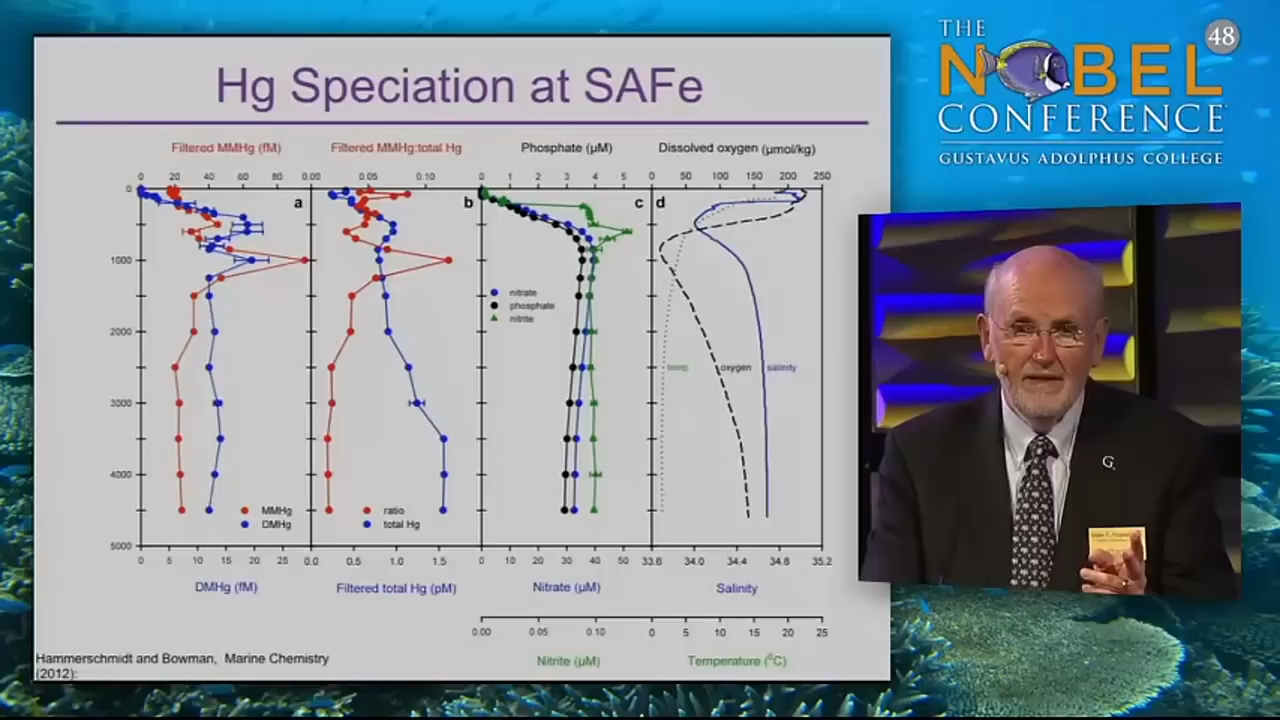 THE
48
NOBEL
CONFERENCE
GUSTAVUS ADOLPHUS COLLEGE
Hg Speciation at SAFe
Filtered MMHg (fM)
Filtered MMHg:total Hg
Phosphate (µM)
Dissolved oxygen (µmol/kg)
0 20 40 60 80
0.00 0.05 0.10
0 1 2 3 4 5
0 50 100 150 200 250
0
1000
2000
3000
4000
5000
a
b
c
d
nitrate
phosphate
nitrite
temp
oxygen
salinity
MMHg
DMHg
ratio
total Hg
0 5 10 15 20 25
0.0 0.5 1.0 1.5
0 10 20 30 40 50
33.6 34.0 34.4 34.8 35.2
DMHg (fM)
Filtered total Hg (pM)
Nitrate (µM)
Salinity
0.00 0.05 0.10
0 5 10 15 20 25
Nitrite (µM)
Temperature (⁰C)
Hammerschmidt and Bowman, Marine Chemistry
(2012):
G